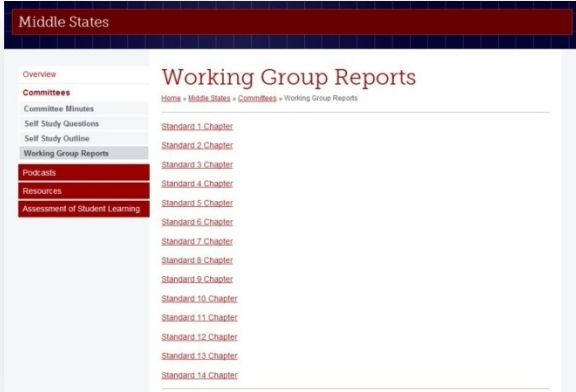 Middle States
Overview
Committees
Committee Minutes
Self Study Questions
Self Study Outline
Working Group Reports
Podcasts
Resources
Assessment of Student Learning
Working Group Reports
Home » Middle States » Committees » Working Group Reports
Standard 1 Chapter
Standard 2 Chapter
Standard 3 Chapter
Standard 4 Chapter
Standard 5 Chapter
Standard 6 Chapter
Standard 7 Chapter
Standard 8 Chapter
Standard 9 Chapter
Standard 10 Chapter
Standard 11 Chapter
Standard 12 Chapter
Standard 13 Chapter
Standard 14 Chapter